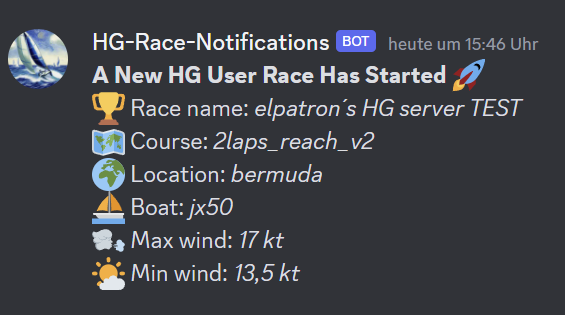 HG-Race-Notifications BOT heute um 15:46 Uhr
A New HG User Race Has Started 🚀
🏆 Race name: elpatron´s HG server TEST
🗺️ Course: 2laps_reach_v2
🌍 Location: bermuda
⛵ Boat: jx50
🌬️ Max wind: 17 kt
🌤️ Min wind: 13,5 kt